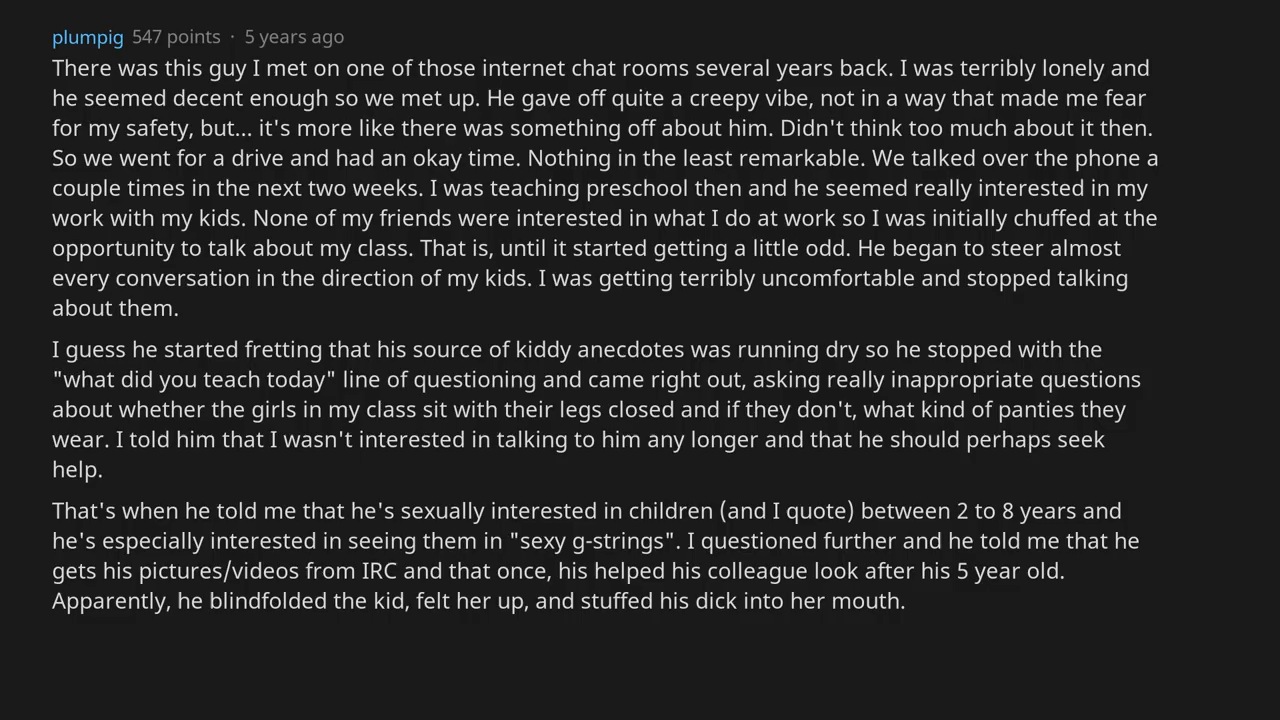 plumpig 547 points · 5 years ago
There was this guy I met on one of those internet chat rooms several years back. I was terribly lonely and
he seemed decent enough so we met up. He gave off quite a creepy vibe, not in a way that made me fear
for my safety, but... it's more like there was something off about him. Didn't think too much about it then.
So we went for a drive and had an okay time. Nothing in the least remarkable. We talked over the phone a
couple times in the next two weeks. I was teaching preschool then and he seemed really interested in my
work with my kids. None of my friends were interested in what I do at work so I was initially chuffed at the
opportunity to talk about my class. That is, until it started getting a little odd. He began to steer almost
every conversation in the direction of my kids. I was getting terribly uncomfortable and stopped talking
about them.
I guess he started fretting that his source of kiddy anecdotes was running dry so he stopped with the
"what did you teach today" line of questioning and came right out, asking really inappropriate questions
about whether the girls in my class sit with their legs closed and if they don't, what kind of panties they
wear. I told him that I wasn't interested in talking to him any longer and that he should perhaps seek
help.
That's when he told me that he's sexually interested in children (and I quote) between 2 to 8 years and
he's especially interested in seeing them in "sexy g-strings". I questioned further and he told me that he
gets his pictures/videos from IRC and that once, his helped his colleague look after his 5 year old.
Apparently, he blindfolded the kid, felt her up, and stuffed his dick into her mouth.